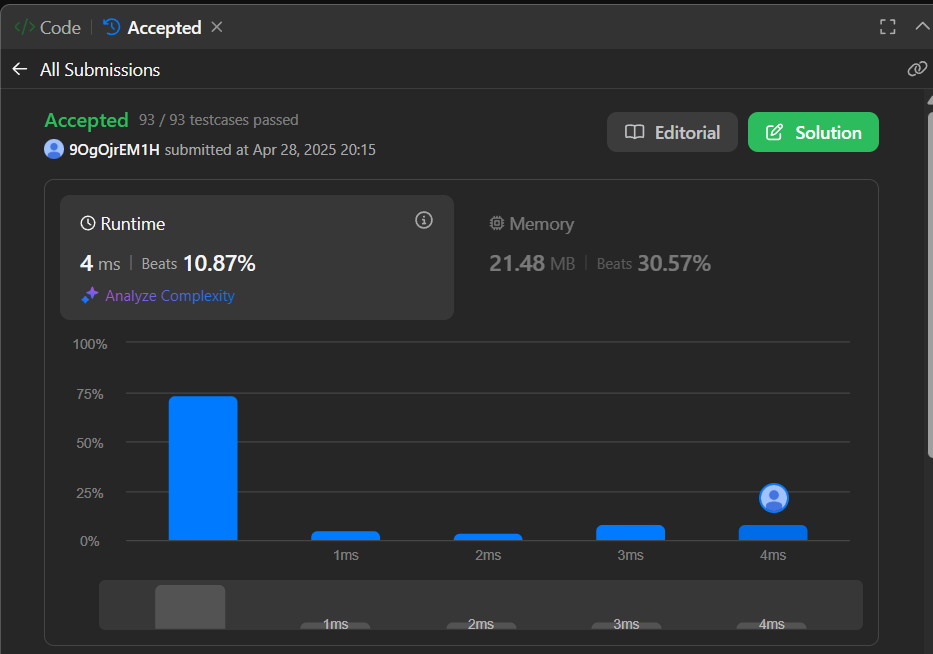 </> Code | Accepted ×
All Submissions
Accepted 93 / 93 testcases passed
9OgOjrEM1H submitted at Apr 28, 2025 20:15
Editorial
Solution
Runtime
4 ms | Beats 10.87%
Analyze Complexity
Memory
21.48 MB | Beats 30.57%
100%
75%
50%
25%
0%
1ms 2ms 3ms 4ms
1ms 2ms 3ms 4ms